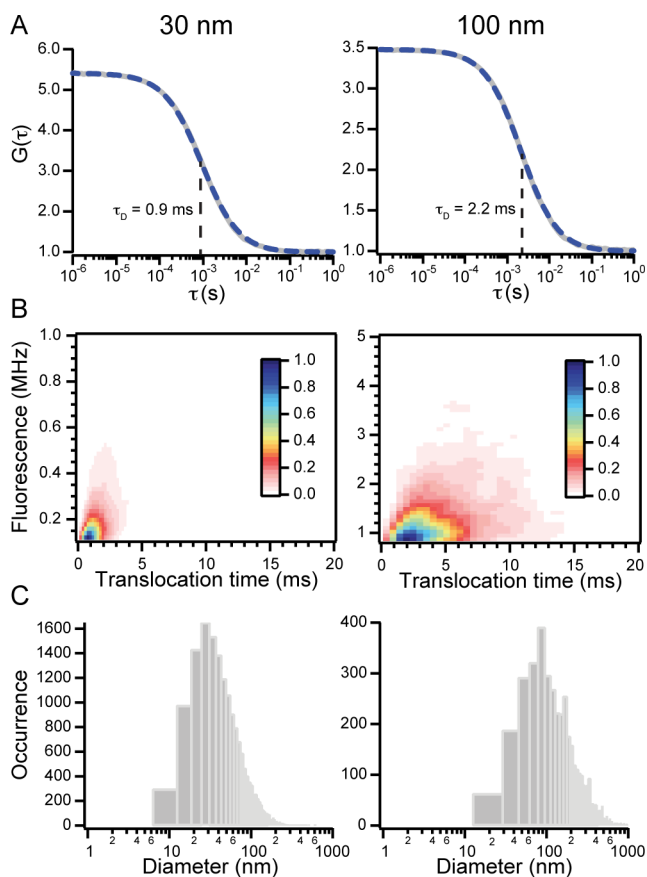 A 30 nm 100 nm
6.0
5.0
4.0
3.0
2.0
1.0
G(τ)
τD = 0.9 ms
10-6 10-5 10-4 10-3 10-2 10-1 100
τ(s)
3.5
3.0
2.5
2.0
1.5
1.0
τD = 2.2 ms
10-6 10-5 10-4 10-3 10-2 10-1 100
τ(s)
B
1.0
0.8
0.6
0.4
0.2
Fluorescence (MHz)
1.0
0.8
0.6
0.4
0.2
0.0
0 5 10 15 20
Translocation time (ms)
5
4
3
2
1
1.0
0.8
0.6
0.4
0.2
0.0
0 5 10 15 20
Translocation time (ms)
C
1600
1400
1200
1000
800
600
400
200
0
Occurrence
1 2 4 6 10 2 4 6 100 2 4 6 1000
Diameter (nm)
400
300
200
100
0
1 2 4 6 10 2 4 6 100 2 4 6 1000
Diameter (nm)